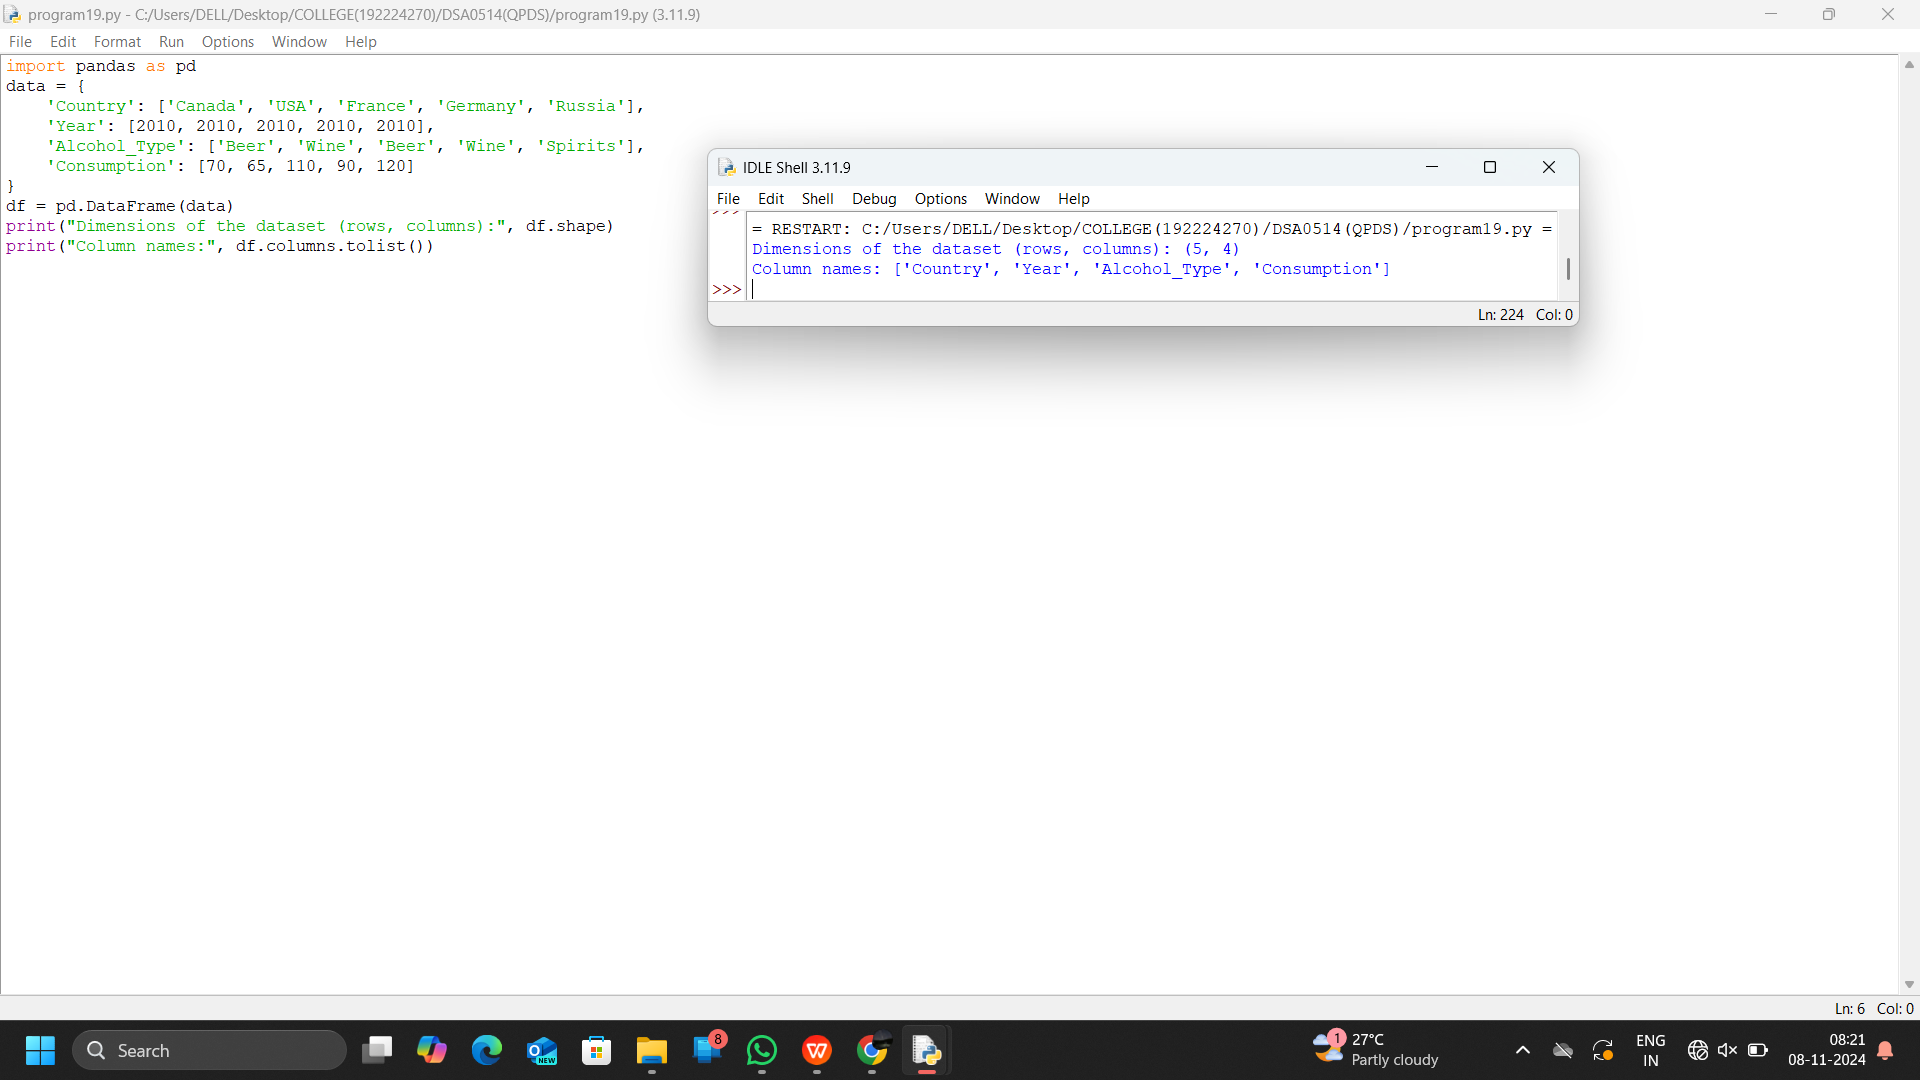 program19.py - C:/Users/DELL/Desktop/COLLEGE(192224270)/DSA0514(QPDS)/program19.py (3.11.9)
File Edit Format Run Options Window Help
import pandas as pd
data = {
    'Country': ['Canada', 'USA', 'France', 'Germany', 'Russia'],
    'Year': [2010, 2010, 2010, 2010, 2010],
    'Alcohol_Type': ['Beer', 'Wine', 'Beer', 'Wine', 'Spirits'],
    'Consumption': [70, 65, 110, 90, 120]
}
df = pd.DataFrame(data)
print("Dimensions of the dataset (rows, columns):", df.shape)
print("Column names:", df.columns.tolist())
IDLE Shell 3.11.9
File Edit Shell Debug Options Window Help
>>>
= RESTART: C:/Users/DELL/Desktop/COLLEGE(192224270)/DSA0514(QPDS)/program19.py =
Dimensions of the dataset (rows, columns): (5, 4)
Column names: ['Country', 'Year', 'Alcohol_Type', 'Consumption']
>>>
Ln: 224 Col: 0
Ln: 6 Col: 0
Search
NEW
8
W
1
27°C
Partly cloudy
ENG
IN
08:21
08-11-2024